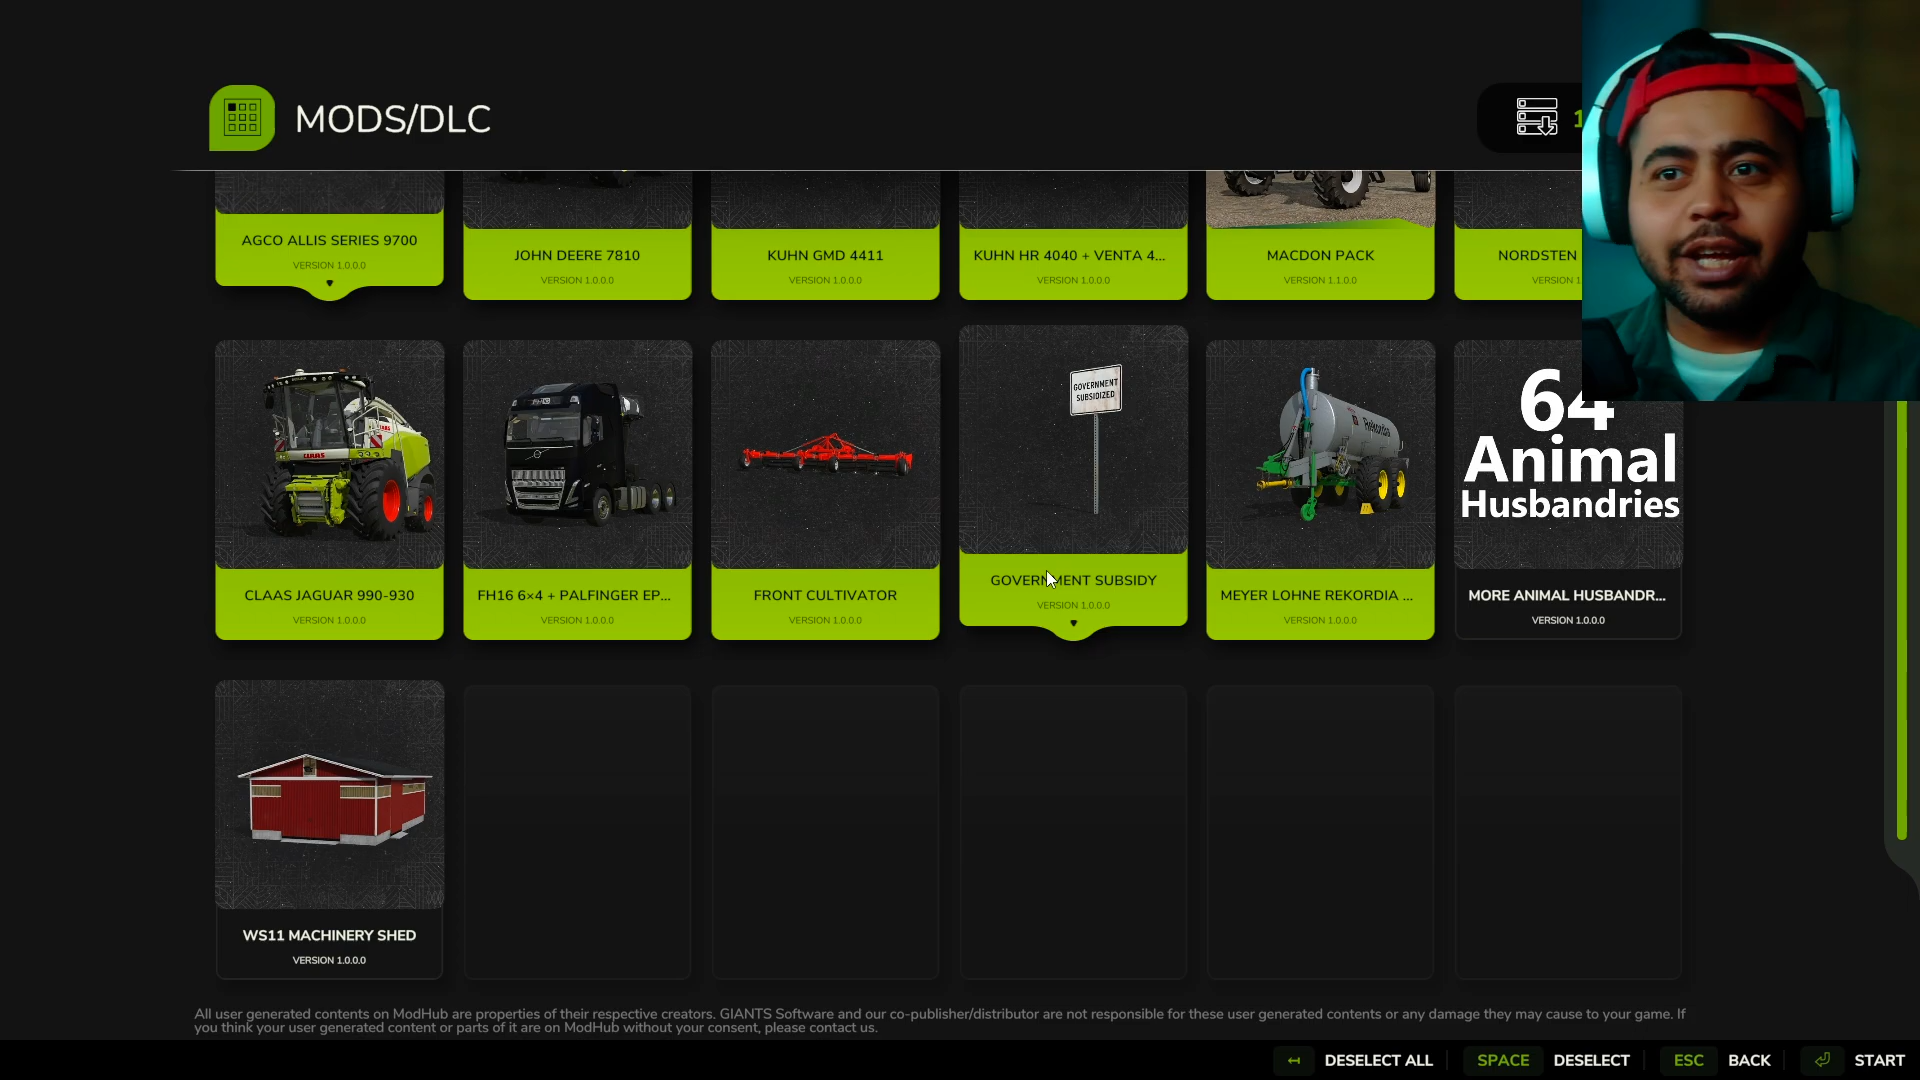 MODS/DLC
1
AGCO ALLIS SERIES 9700
VERSION 1.0.0.0
JOHN DEERE 7810
VERSION 1.0.0.0
KUHN GMD 4411
VERSION 1.0.0.0
KUHN HR 4040 + VENTA 4...
VERSION 1.0.0.0
MACDON PACK
VERSION 1.1.0.0
NORDSTEN
VERSION 1.
CLAAS
CLAAS JAGUAR 990-930
VERSION 1.0.0.0
FH16 6×4 + PALFINGER EP...
VERSION 1.0.0.0
FRONT CULTIVATOR
VERSION 1.0.0.0
GOVERNMENT
SUBSIDIZED
GOVERNMENT SUBSIDY
VERSION 1.0.0.0
Rekordia
MEYER LOHNE REKORDIA ...
VERSION 1.0.0.0
64
Animal
Husbandries
MORE ANIMAL HUSBANDR...
VERSION 1.0.0.0
WS11 MACHINERY SHED
VERSION 1.0.0.0
All user generated contents on ModHub are properties of their respective creators. GIANTS Software and our co-publisher/distributor are not responsible for these user generated contents or any damage they may cause to your game. If
you think your user generated content or parts of it are on ModHub without your consent, please contact us.
DESELECT ALL
SPACE DESELECT
ESC BACK
START